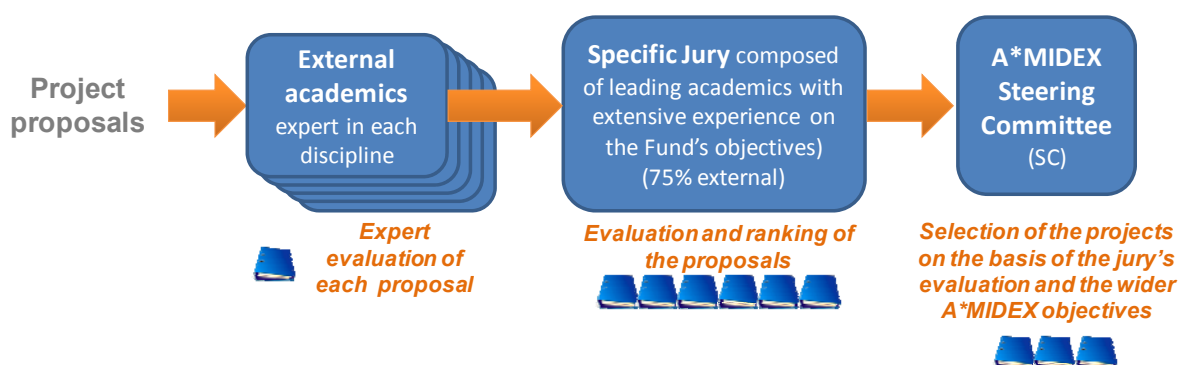 Project
proposals
External
academics
expert in each
discipline
Expert
evaluation of
each proposal
Specific Jury composed
of leading academics with
extensive experience on
the Fund's objectives)
(75% external)
Evaluation and ranking of
the proposals
A*MIDEX
Steering
Committee
(SC)
Selection of the projects
on the basis of the jury's
evaluation and the wider
A*MIDEX objectives